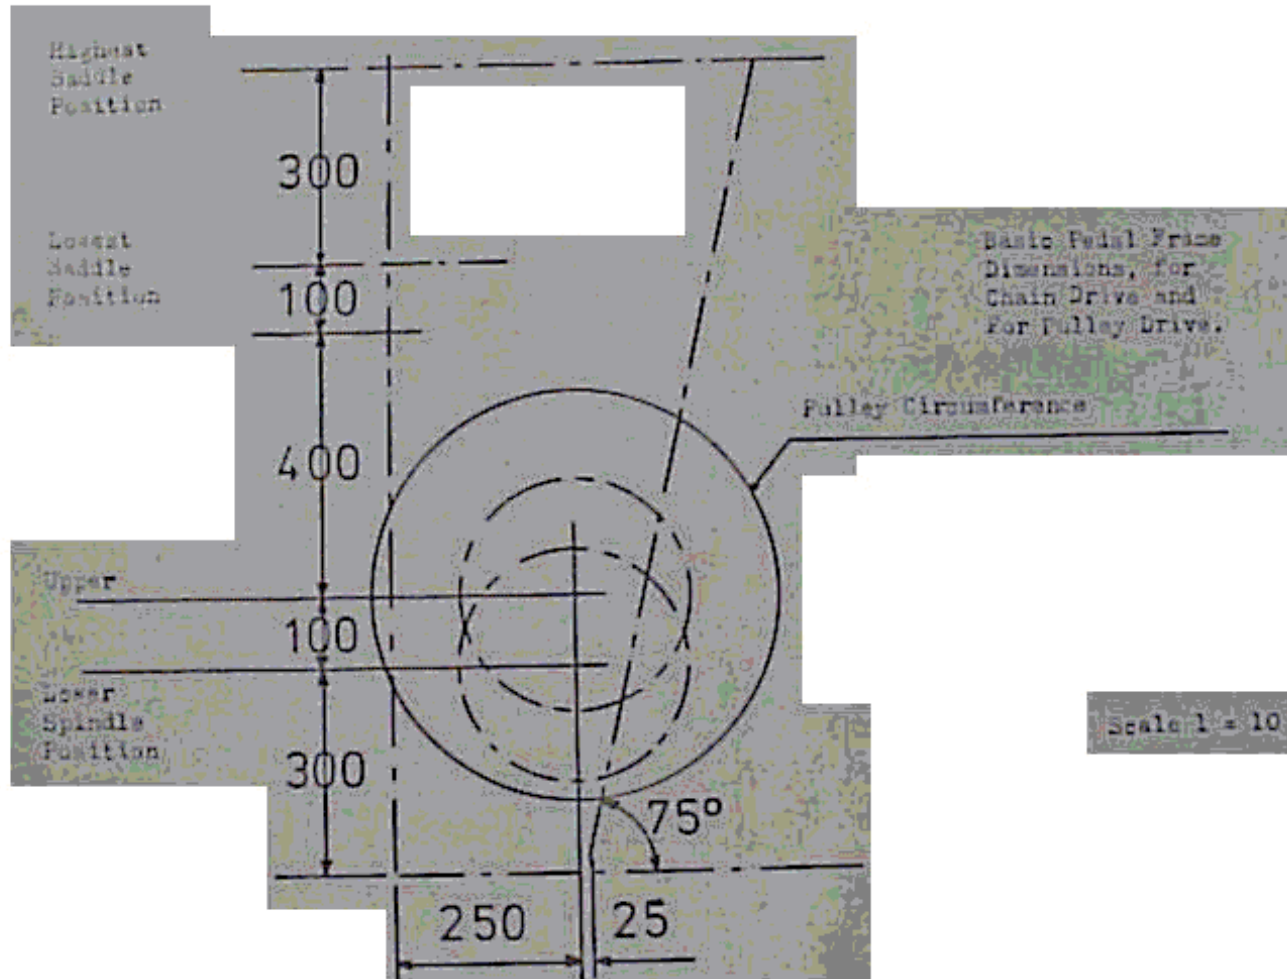 Highest
Saddle
Position
300
Lowest
Saddle
Position
100
Basic Pedal Frame
Dimensions, for
Chain Drive and
For Pulley Drive.
Pulley Circumference
400
Upper
100
Lower
Spindle
Position
300
Scale 1 = 10
75º
250
25